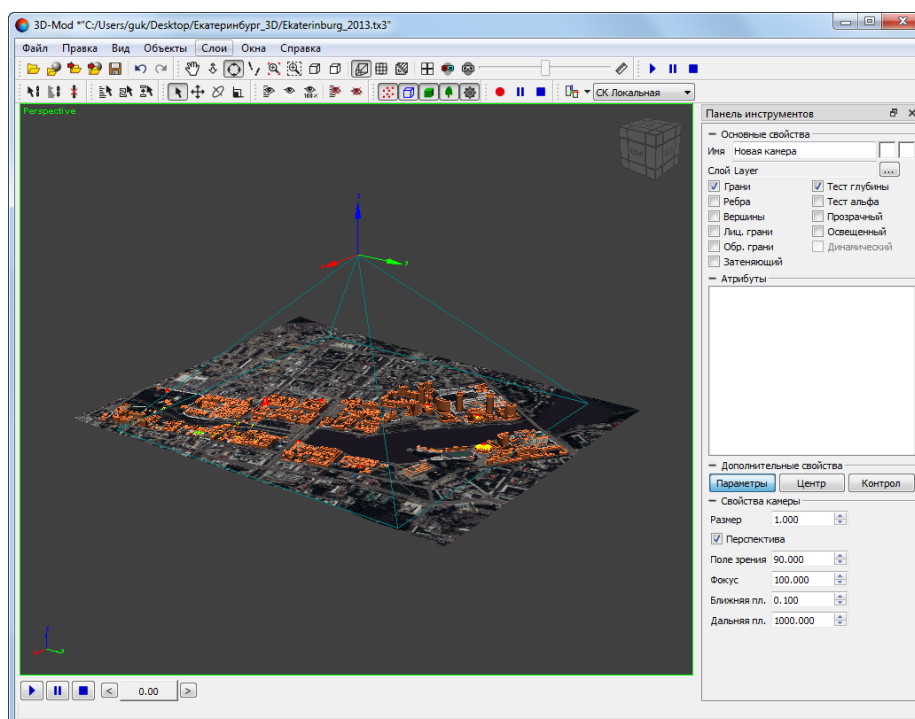 3D-Mod *"C:/Users/guk/Desktop/Екатеринбург_3D/Ekaterinburg_2013.tx3"
Файл Правка Вид Объекты Слои Окна Справка
100%
СК Локальная
Perspective
z
y
z
y
Панель инструментов
Основные свойства
Имя Новая камера
Слой Layer ...
Грани Тест глубины
Ребра Тест альфа
Вершины Прозрачный
Лиц. грани Освещенный
Обр. грани Динамический
Затеняющий
Атрибуты
Дополнительные свойства
Параметры Центр Контрол
Свойства камеры
Размер 1.000
Перспектива
Поле зрения 90.000
Фокус 100.000
Ближняя пл. 0.100
Дальняя пл. 1000.000
< 0.00 >